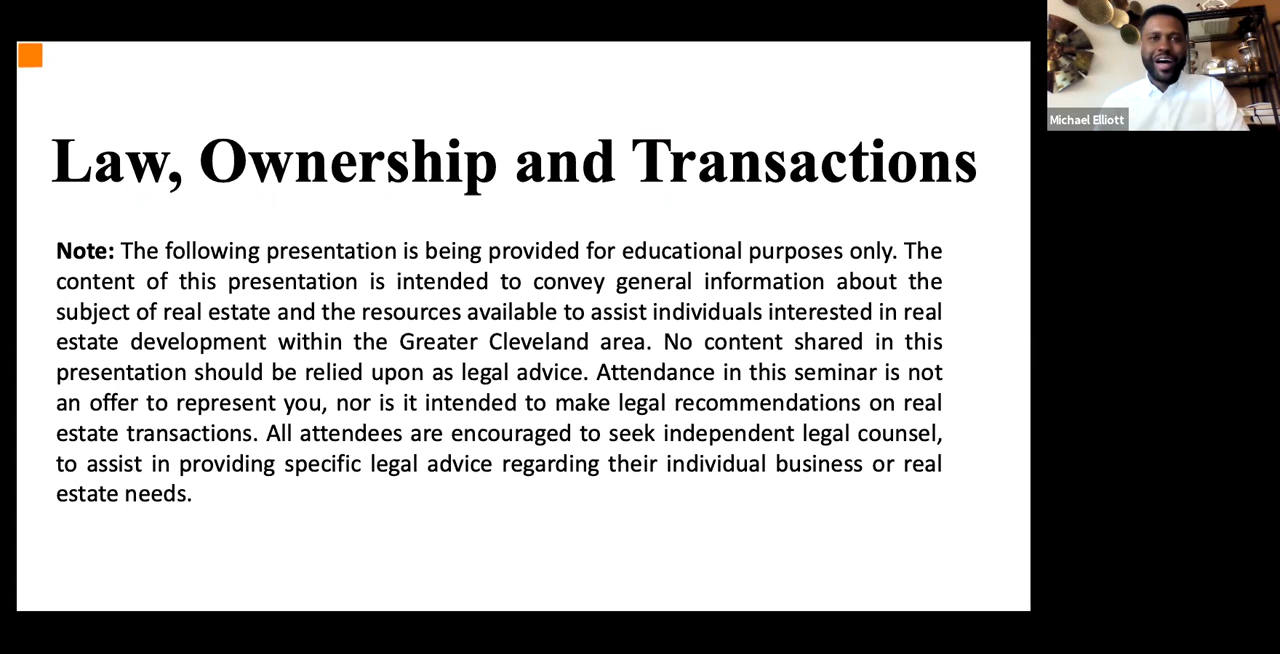 Law, Ownership and Transactions
Note: The following presentation is being provided for educational purposes only. The
content of this presentation is intended to convey general information about the
subject of real estate and the resources available to assist individuals interested in real
estate development within the Greater Cleveland area. No content shared in this
presentation should be relied upon as legal advice. Attendance in this seminar is not
an offer to represent you, nor is it intended to make legal recommendations on real
estate transactions. All attendees are encouraged to seek independent legal counsel,
to assist in providing specific legal advice regarding their individual business or real
estate needs.
Michael Elliott